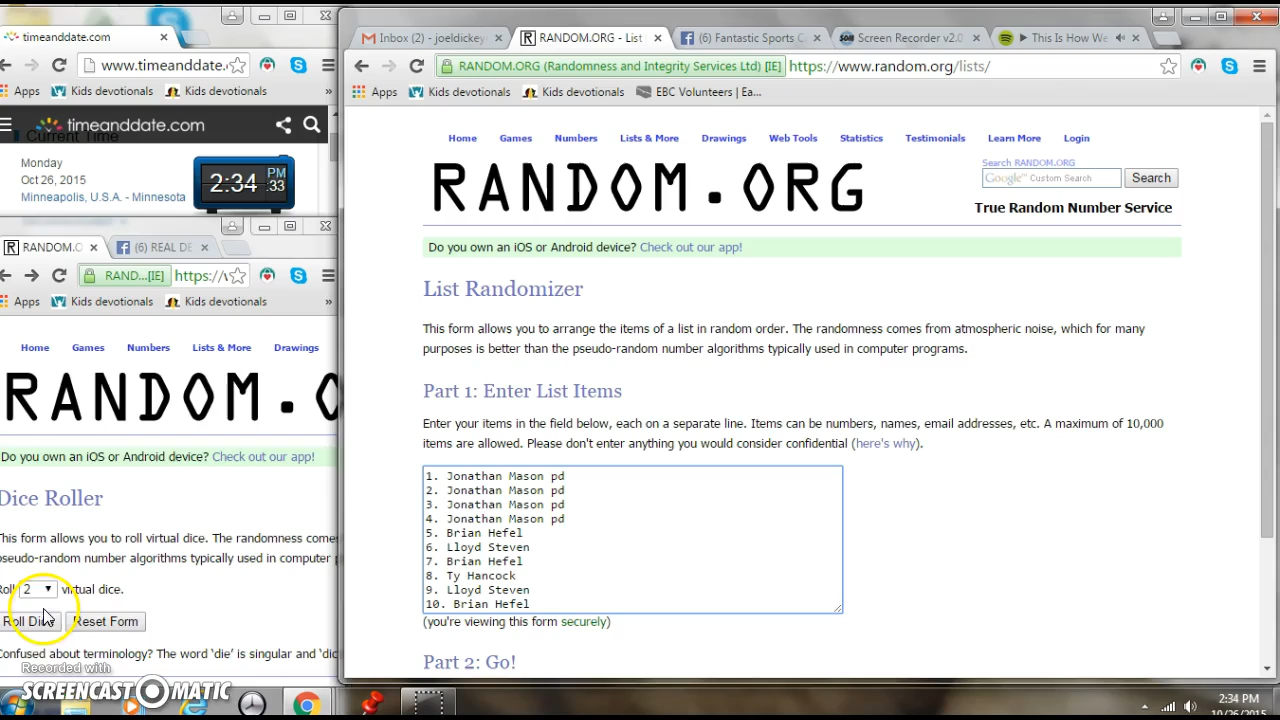 timeanddate.com
www.timeanddate.
Apps Kids devotionals Kids devotionals »
timeanddate.com
Current Time
Monday
Oct 26, 2015
Minneapolis, U.S.A. - Minnesota
2:34 PM :33
RANDOM.O (6) REAL DE
RAND...[IE] https://v
Apps Kids devotionals Kids devotionals »
Home Games Numbers Lists & More Drawings
RANDOM.O
Do you own an iOS or Android device? Check out our app!
Dice Roller
This form allows you to roll virtual dice. The randomness comes
pseudo-random number algorithms typically used in computer
Roll 2 virtual dice.
Roll Dice Reset Form
Confused about terminology? The word 'die' is singular and 'dic
Recorded with
SCREENCAST MATIC
Inbox (2) - joeldickey RANDOM.ORG - List (6) Fantastic Sports C Screen Recorder v2.0 This Is How We
RANDOM.ORG (Randomness and Integrity Services Ltd) [IE] https://www.random.org/lists/
Apps Kids devotionals Kids devotionals EBC Volunteers | Ea...
Home Games Numbers Lists & More Drawings Web Tools Statistics Testimonials Learn More Login
RANDOM.ORG
Search RANDOM.ORG
Google™ Custom Search Search
True Random Number Service
Do you own an iOS or Android device? Check out our app!
List Randomizer
This form allows you to arrange the items of a list in random order. The randomness comes from atmospheric noise, which for many
purposes is better than the pseudo-random number algorithms typically used in computer programs.
Part 1: Enter List Items
Enter your items in the field below, each on a separate line. Items can be numbers, names, email addresses, etc. A maximum of 10,000
items are allowed. Please don't enter anything you would consider confidential (here's why).
1. Jonathan Mason pd
2. Jonathan Mason pd
3. Jonathan Mason pd
4. Jonathan Mason pd
5. Brian Hefel
6. Lloyd Steven
7. Brian Hefel
8. Ty Hancock
9. Lloyd Steven
10. Brian Hefel
(you're viewing this form securely)
Part 2: Go!
2:34 PM
10/26/2015